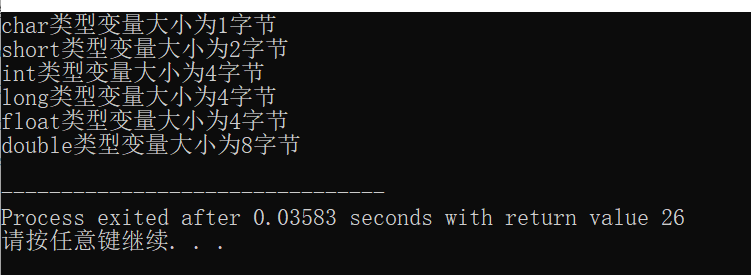 char类型变量大小为1字节
short类型变量大小为2字节
int类型变量大小为4字节
long类型变量大小为4字节
float类型变量大小为4字节
double类型变量大小为8字节
--------------------------------
Process exited after 0.03583 seconds with return value 26
请按任意键继续. . .